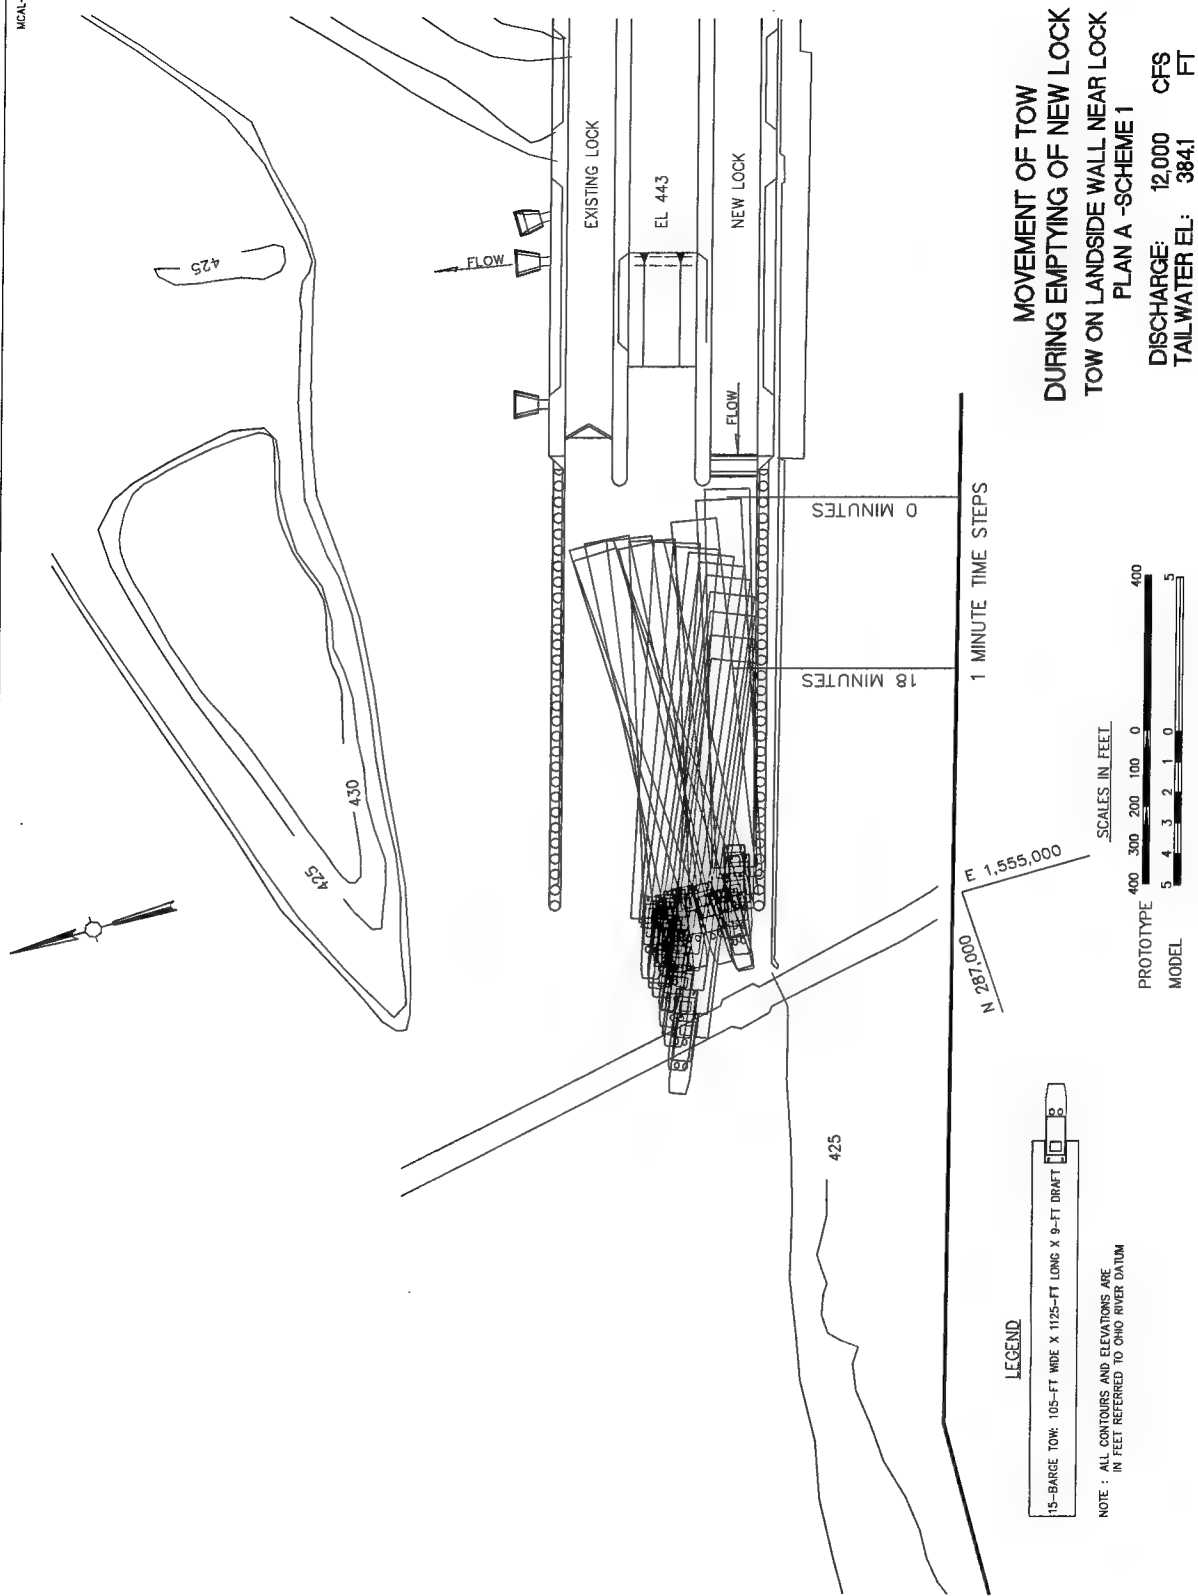 MCAL-
425
FLOW
EXISTING LOCK
EL 443
NEW LOCK
FLOW
430
425
0 MINUTES
18 MINUTES
1 MINUTE TIME STEPS
E 1,555,000
N 287,000
425
MOVEMENT OF TOW
DURING EMPTYING OF NEW LOCK
TOW ON LANDSIDE WALL NEAR LOCK
PLAN A -SCHEME 1
DISCHARGE: 12,000 CFS
TAILWATER EL: 384.1 FT
SCALES IN FEET
PROTOTYPE 400 300 200 100 0 400
MODEL 5 4 3 2 1 0 5
LEGEND
15-BARGE TOW: 105-FT WIDE X 1125-FT LONG X 9-FT DRAFT
NOTE : ALL CONTOURS AND ELEVATIONS ARE
IN FEET REFERRED TO OHIO RIVER DATUM